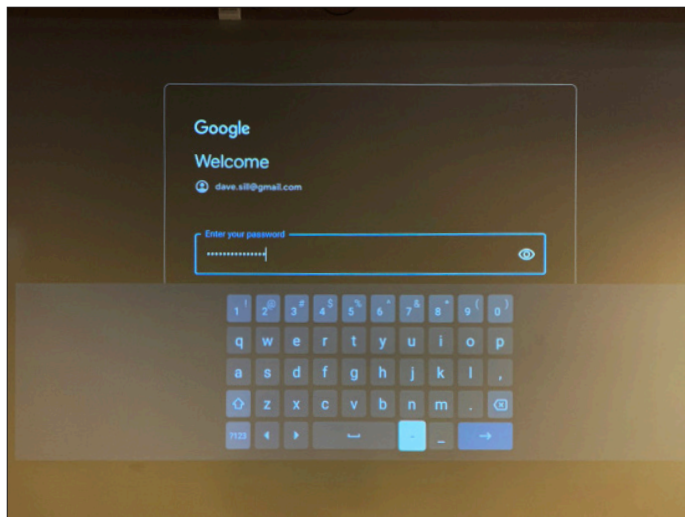 Google
Welcome
dave.sill@gmail.com
Enter your password
••••••••••••••
1 ! 2 @ 3 # 4 $ 5 % 6 ^ 7 & 8 * 9 ( 0 )
q w e r t y u i o p
a s d f g h j k l ,
z x c v b n m .
?123 - _